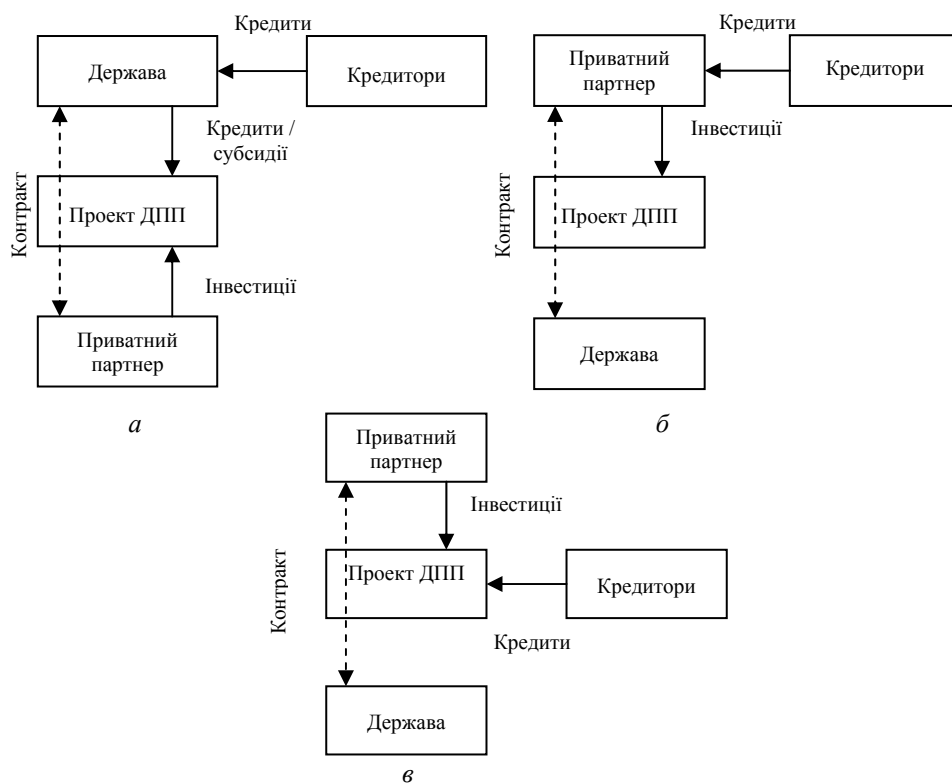 Кредити
Держава
Кредитори
Кредити /
субсидії
Контракт
Проект ДПП
Інвестиції
Приватний
партнер
а
Кредити
Приватний
партнер
Кредитори
Інвестиції
Контракт
Проект ДПП
Держава
б
Приватний
партнер
Інвестиції
Контракт
Проект ДПП
Кредитори
Кредити
Держава
в